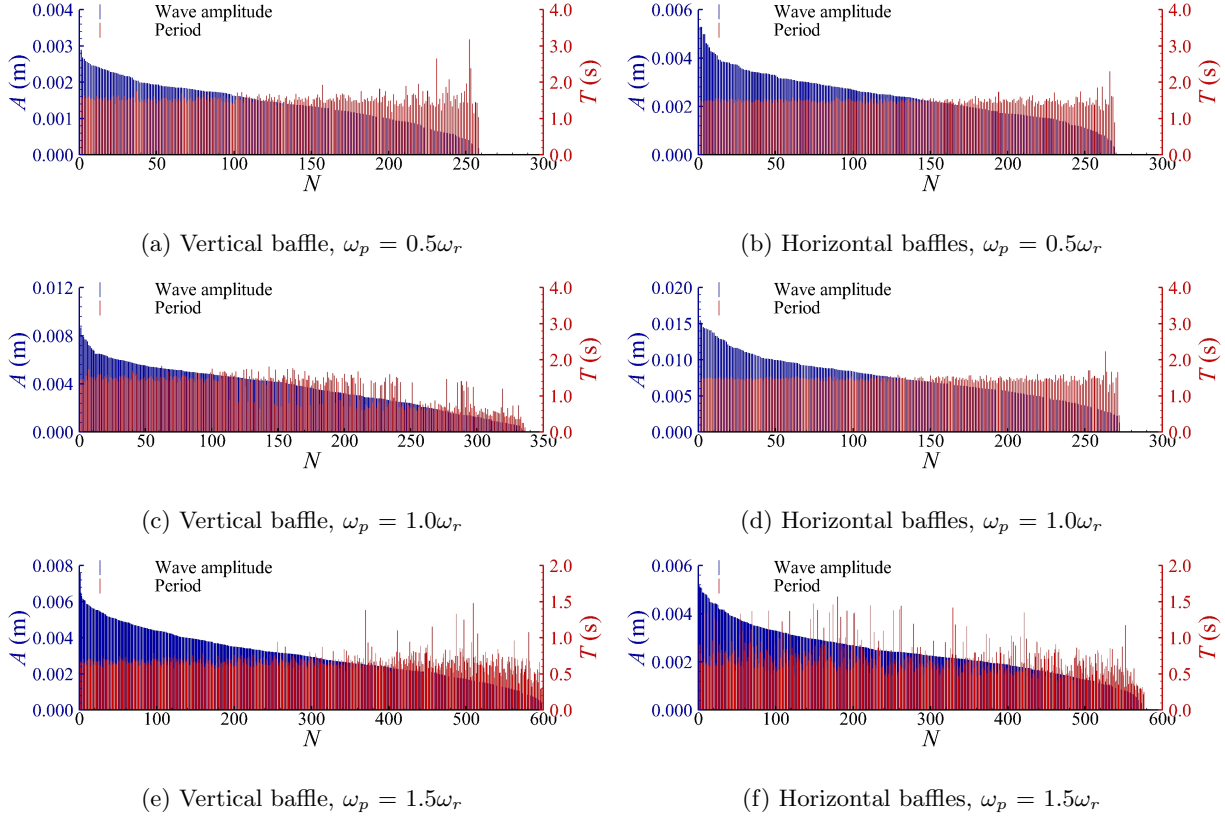 0.004 0.003 0.002 0.001 0.000
A (m)
Wave amplitude
Period
4.0 3.0 2.0 1.0 0.0
T (s)
0 50 100 150 200 250 300
N
(a) Vertical baffle, ωp = 0.5ωr
0.006 0.004 0.002 0.000
A (m)
Wave amplitude
Period
4.0 3.0 2.0 1.0 0.0
T (s)
0 50 100 150 200 250 300
N
(b) Horizontal baffles, ωp = 0.5ωr
0.012 0.008 0.004 0.000
A (m)
Wave amplitude
Period
4.0 3.0 2.0 1.0 0.0
T (s)
0 50 100 150 200 250 300 350
N
(c) Vertical baffle, ωp = 1.0ωr
0.020 0.015 0.010 0.005 0.000
A (m)
Wave amplitude
Period
4.0 3.0 2.0 1.0 0.0
T (s)
0 50 100 150 200 250 300
N
(d) Horizontal baffles, ωp = 1.0ωr
0.008 0.006 0.004 0.002 0.000
A (m)
Wave amplitude
Period
2.0 1.5 1.0 0.5 0.0
T (s)
0 100 200 300 400 500 600
N
(e) Vertical baffle, ωp = 1.5ωr
0.006 0.004 0.002 0.000
A (m)
Wave amplitude
Period
2.0 1.5 1.0 0.5 0.0
T (s)
0 100 200 300 400 500 600
N
(f) Horizontal baffles, ωp = 1.5ωr